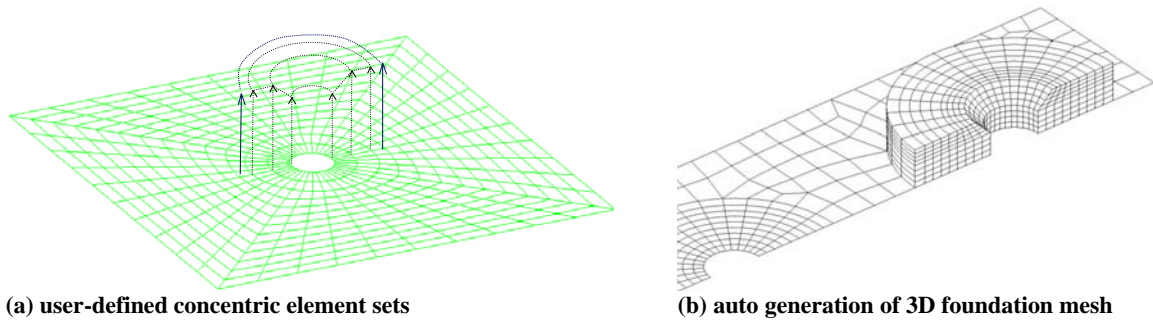 (a) user-defined concentric element sets
(b) auto generation of 3D foundation mesh